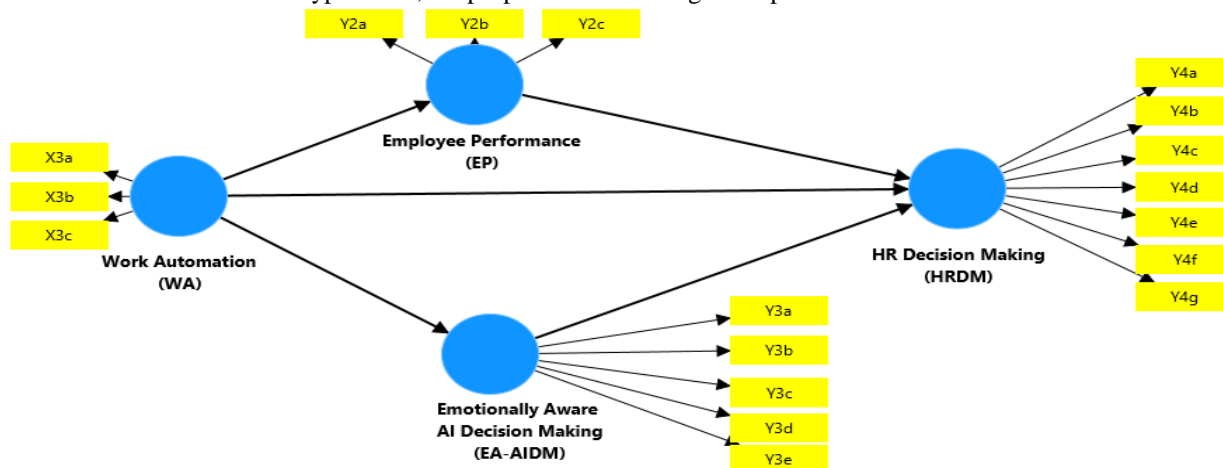 Y2a
Y2b
Y2c
Employee Performance
(EP)
X3a
X3b
X3c
Work Automation
(WA)
Y4a
Y4b
Y4c
Y4d
Y4e
Y4f
Y4g
HR Decision Making
(HRDM)
Y3a
Y3b
Y3c
Y3d
Y3e
Emotionally Aware
AI Decision Making
(EA-AIDM)